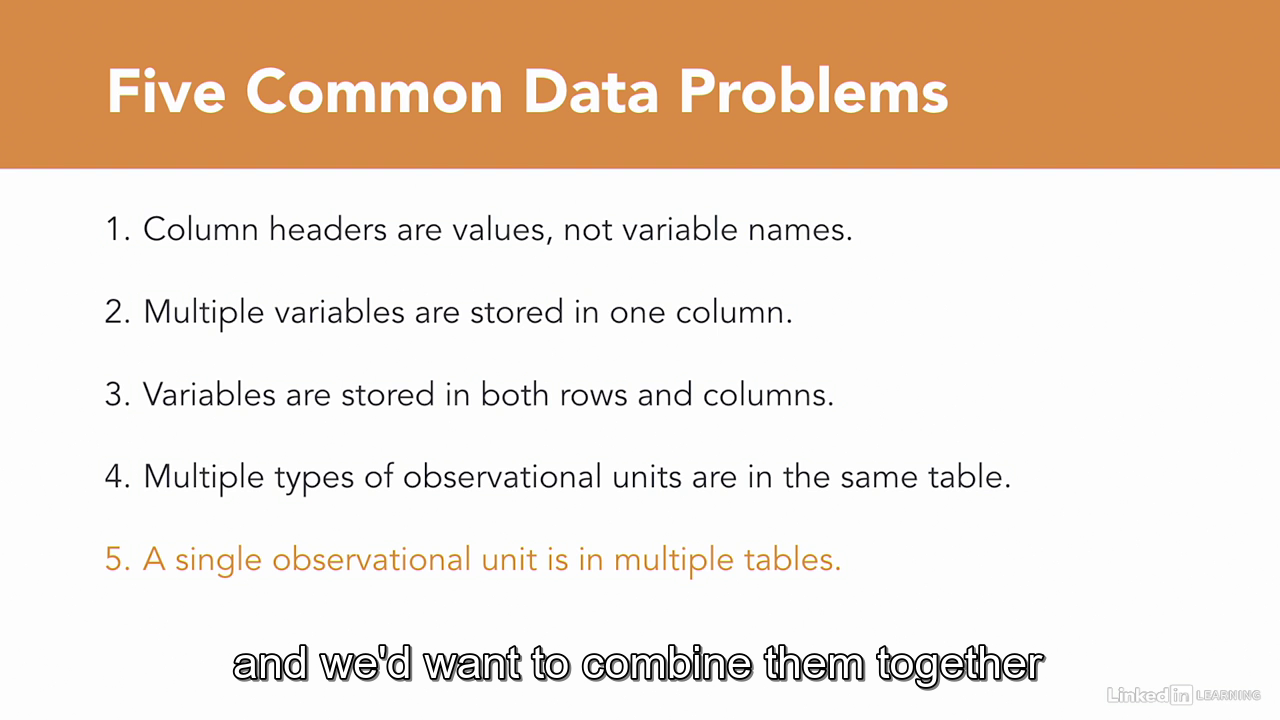 Five Common Data Problems
1. Column headers are values, not variable names.
2. Multiple variables are stored in one column.
3. Variables are stored in both rows and columns.
4. Multiple types of observational units are in the same table.
5. A single observational unit is in multiple tables.
and we'd want to combine them together
Linked in LEARNING